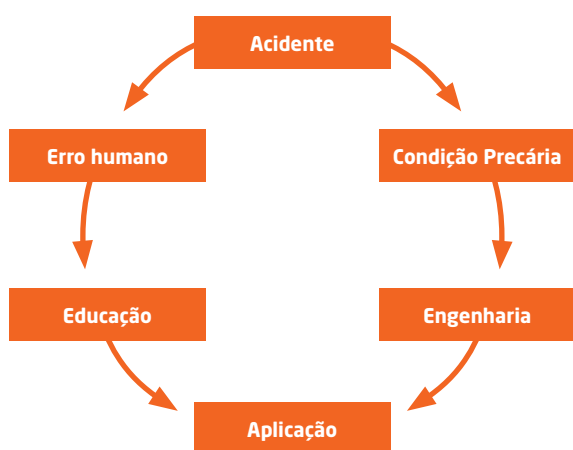 Acidente
Erro humano
Condição Precária
Educação
Engenharia
Aplicação